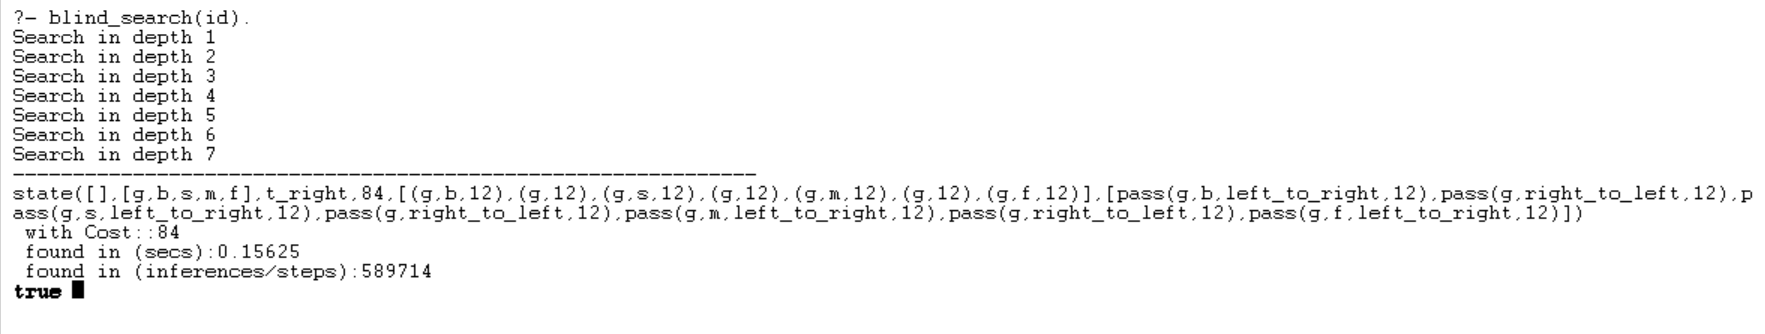 ?- blind_search(id).
Search in depth 1
Search in depth 2
Search in depth 3
Search in depth 4
Search in depth 5
Search in depth 6
Search in depth 7
--------------------------------------------------------------
state([],[g,b,s,m,f],t_right,84,[(g,b,12),(g,12),(g,s,12),(g,12),(g,m,12),(g,12),(g,f,12)],[pass(g,b,left_to_right,12),pass(g,right_to_left,12),p
ass(g,s,left_to_right,12),pass(g,right_to_left,12),pass(g,m,left_to_right,12),pass(g,right_to_left,12),pass(g,f,left_to_right,12)])
with Cost::84
found in (secs):0.15625
found in (inferences/steps):589714
true